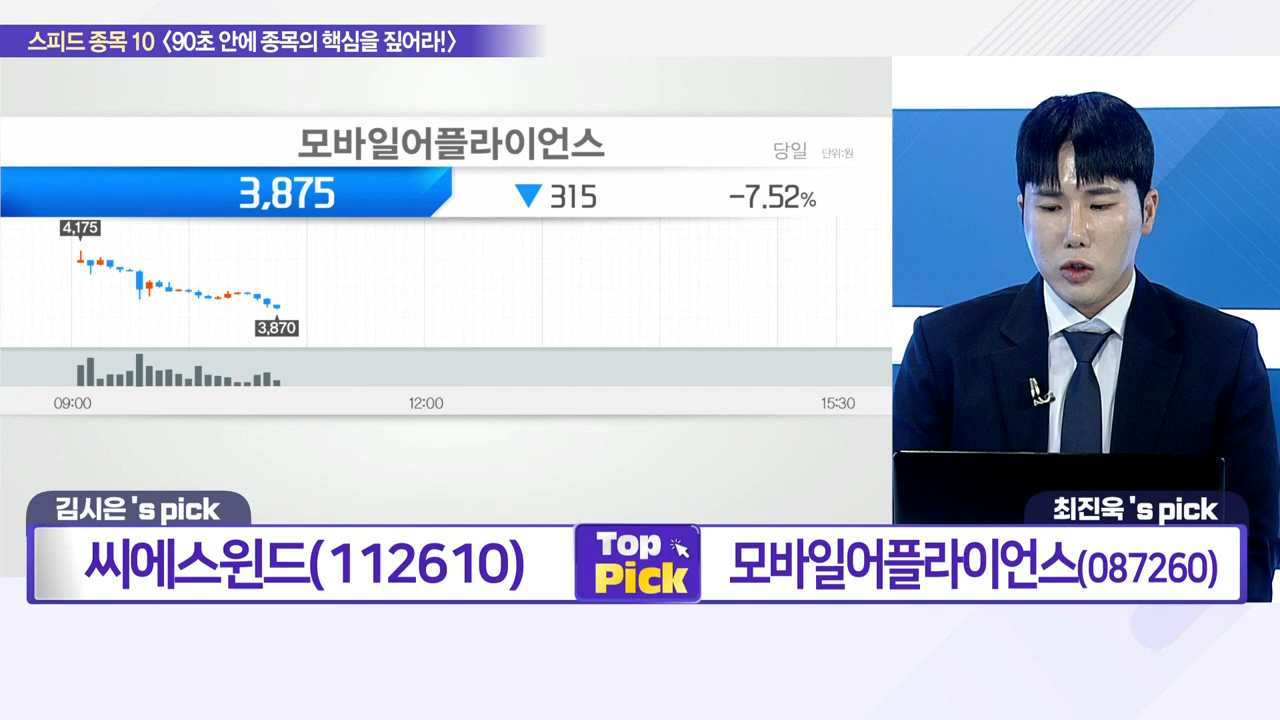 스피드 종목 10 〈90초 안에 종목의 핵심을 짚어라!〉
모바일어플라이언스
당일 단위:원
3,875 ▼ 315 -7.52%
4,175
3,870
09:00 12:00 15:30
김시은 's pick
최진욱 's pick
씨에스윈드(112610)
Top Pick
모바일어플라이언스(087260)